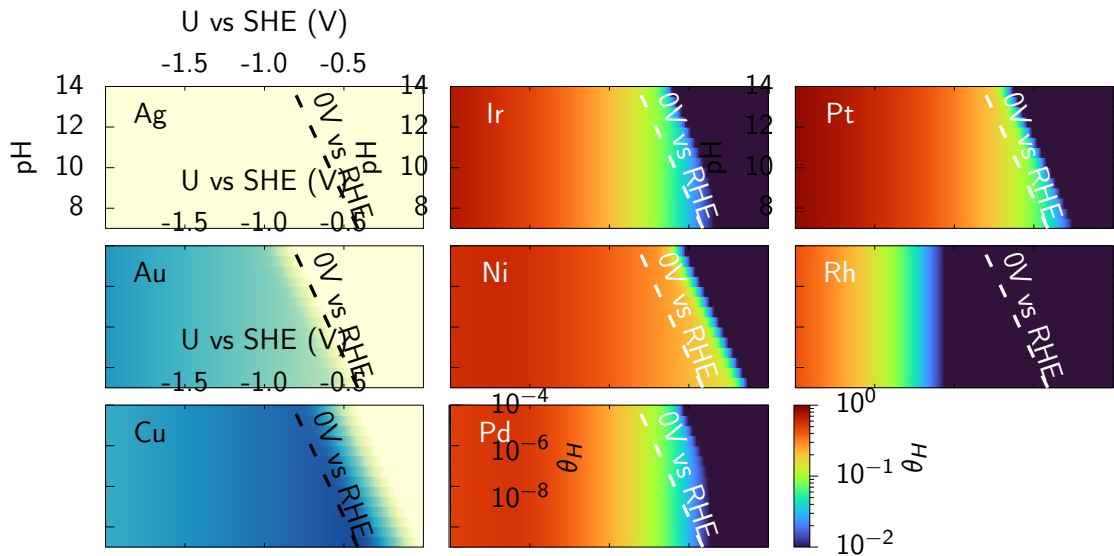 U vs SHE (V)
-1.5 -1.0 -0.5
14
12
10
8
pH
Ag
0V vs RHE
14
12
10
8
pH
Ir
0V vs RHE
14
12
10
8
pH
Pt
0V vs RHE
U vs SHE (V)
-1.5 -1.0 -0.5
Au
0V vs RHE
Ni
0V vs RHE
Rh
0V vs RHE
U vs SHE (V)
-1.5 -1.0 -0.5
Cu
0V vs RHE
Pd
0V vs RHE
10⁻⁴
10⁻⁶
10⁻⁸
θH
10⁰
10⁻¹
10⁻²
θH